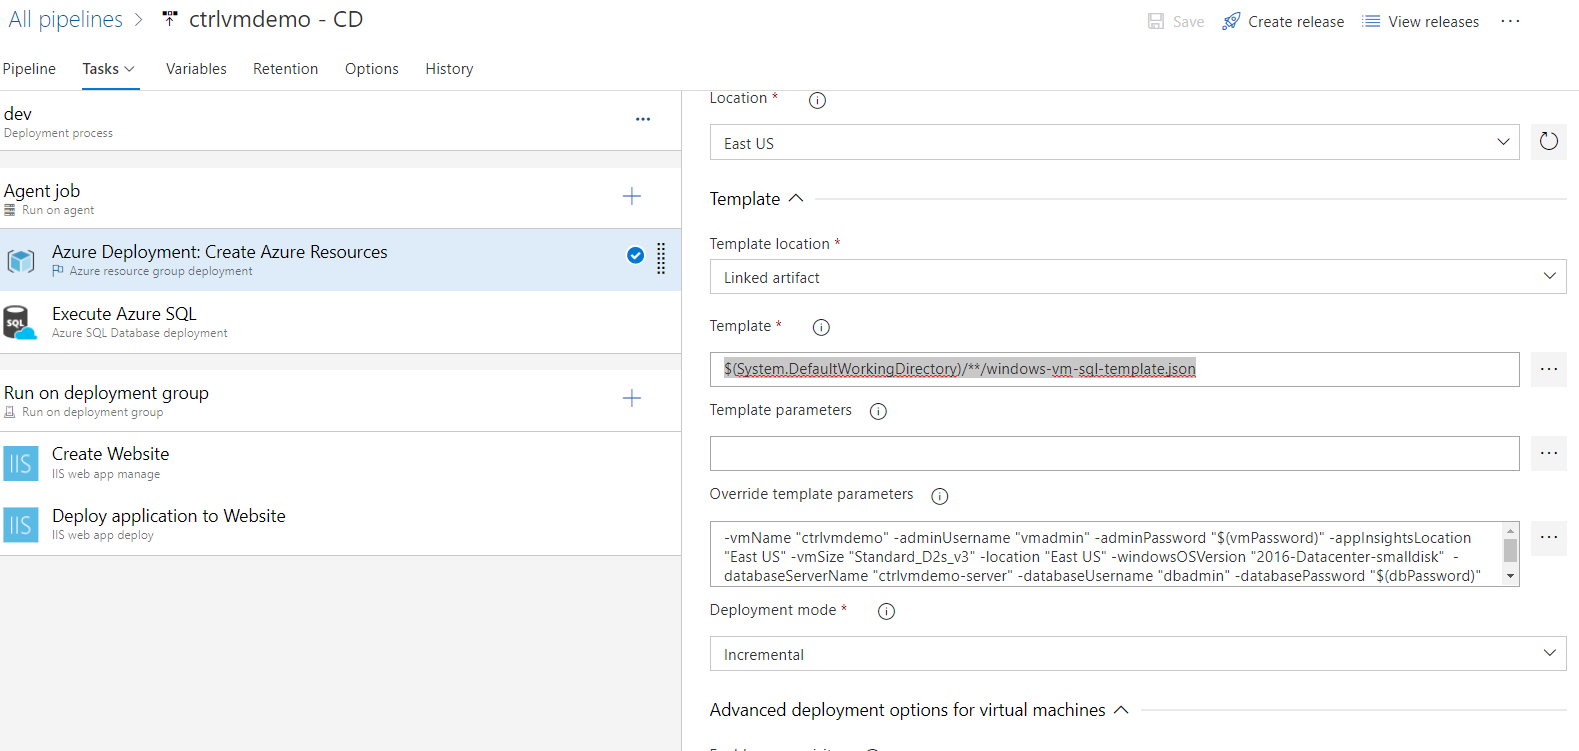 All pipelines > ctrlvmdemo - CD
Save Create release View releases ...
Pipeline Tasks Variables Retention Options History
dev
Deployment process
Agent job
Run on agent
Azure Deployment: Create Azure Resources
Azure resource group deployment
Execute Azure SQL
Azure SQL Database deployment
SQL
Run on deployment group
Run on deployment group
Create Website
IIS web app manage
IIS
Deploy application to Website
IIS web app deploy
IIS
Location *
East US
Template
Template location *
Linked artifact
Template *
$(System.DefaultWorkingDirectory)/**/windows-vm-sql-template.json
Template parameters
Override template parameters
-vmName "ctrlvmdemo" -adminUsername "vmadmin" -adminPassword "$(vmPassword)" -appInsightsLocation
"East US" -vmSize "Standard_D2s_v3" -location "East US" -windowsOSVersion "2016-Datacenter-smalldisk" -
databaseServerName "ctrlvmdemo-server" -databaseUsername "dbadmin" -databasePassword "$(dbPassword)"
Deployment mode *
Incremental
Advanced deployment options for virtual machines